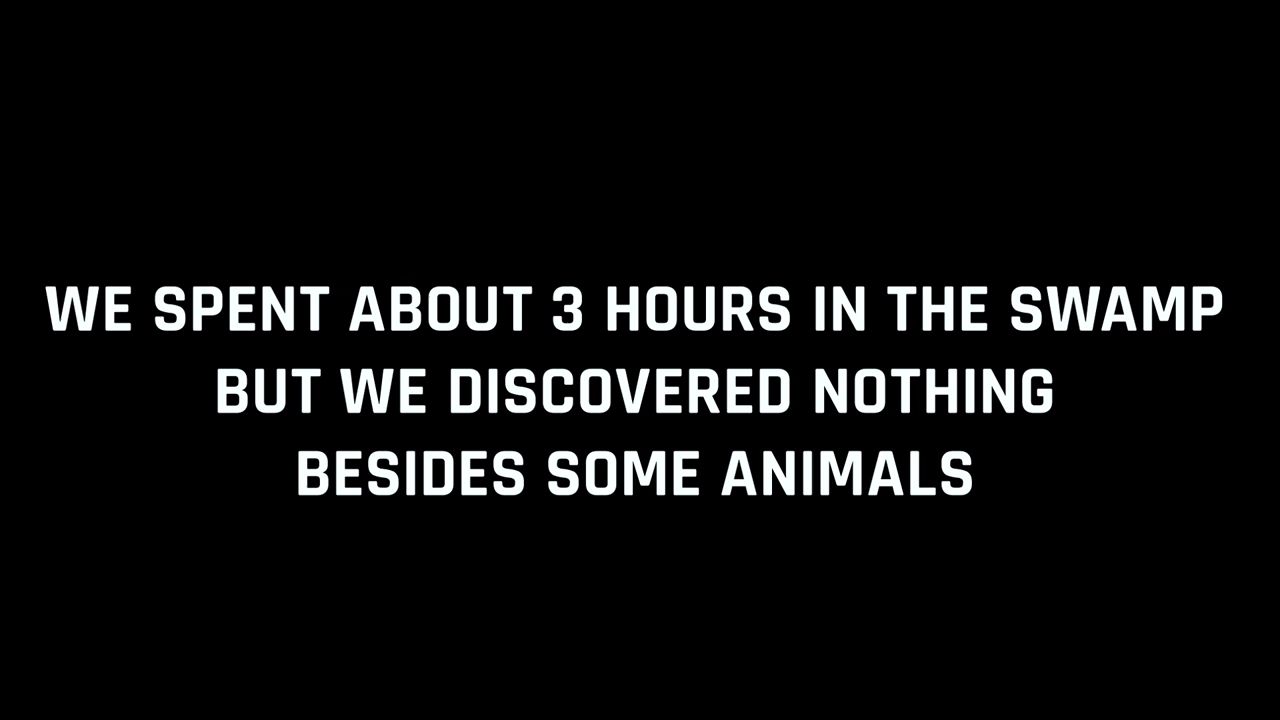 WE SPENT ABOUT 3 HOURS IN THE SWAMP
BUT WE DISCOVERED NOTHING
BESIDES SOME ANIMALS